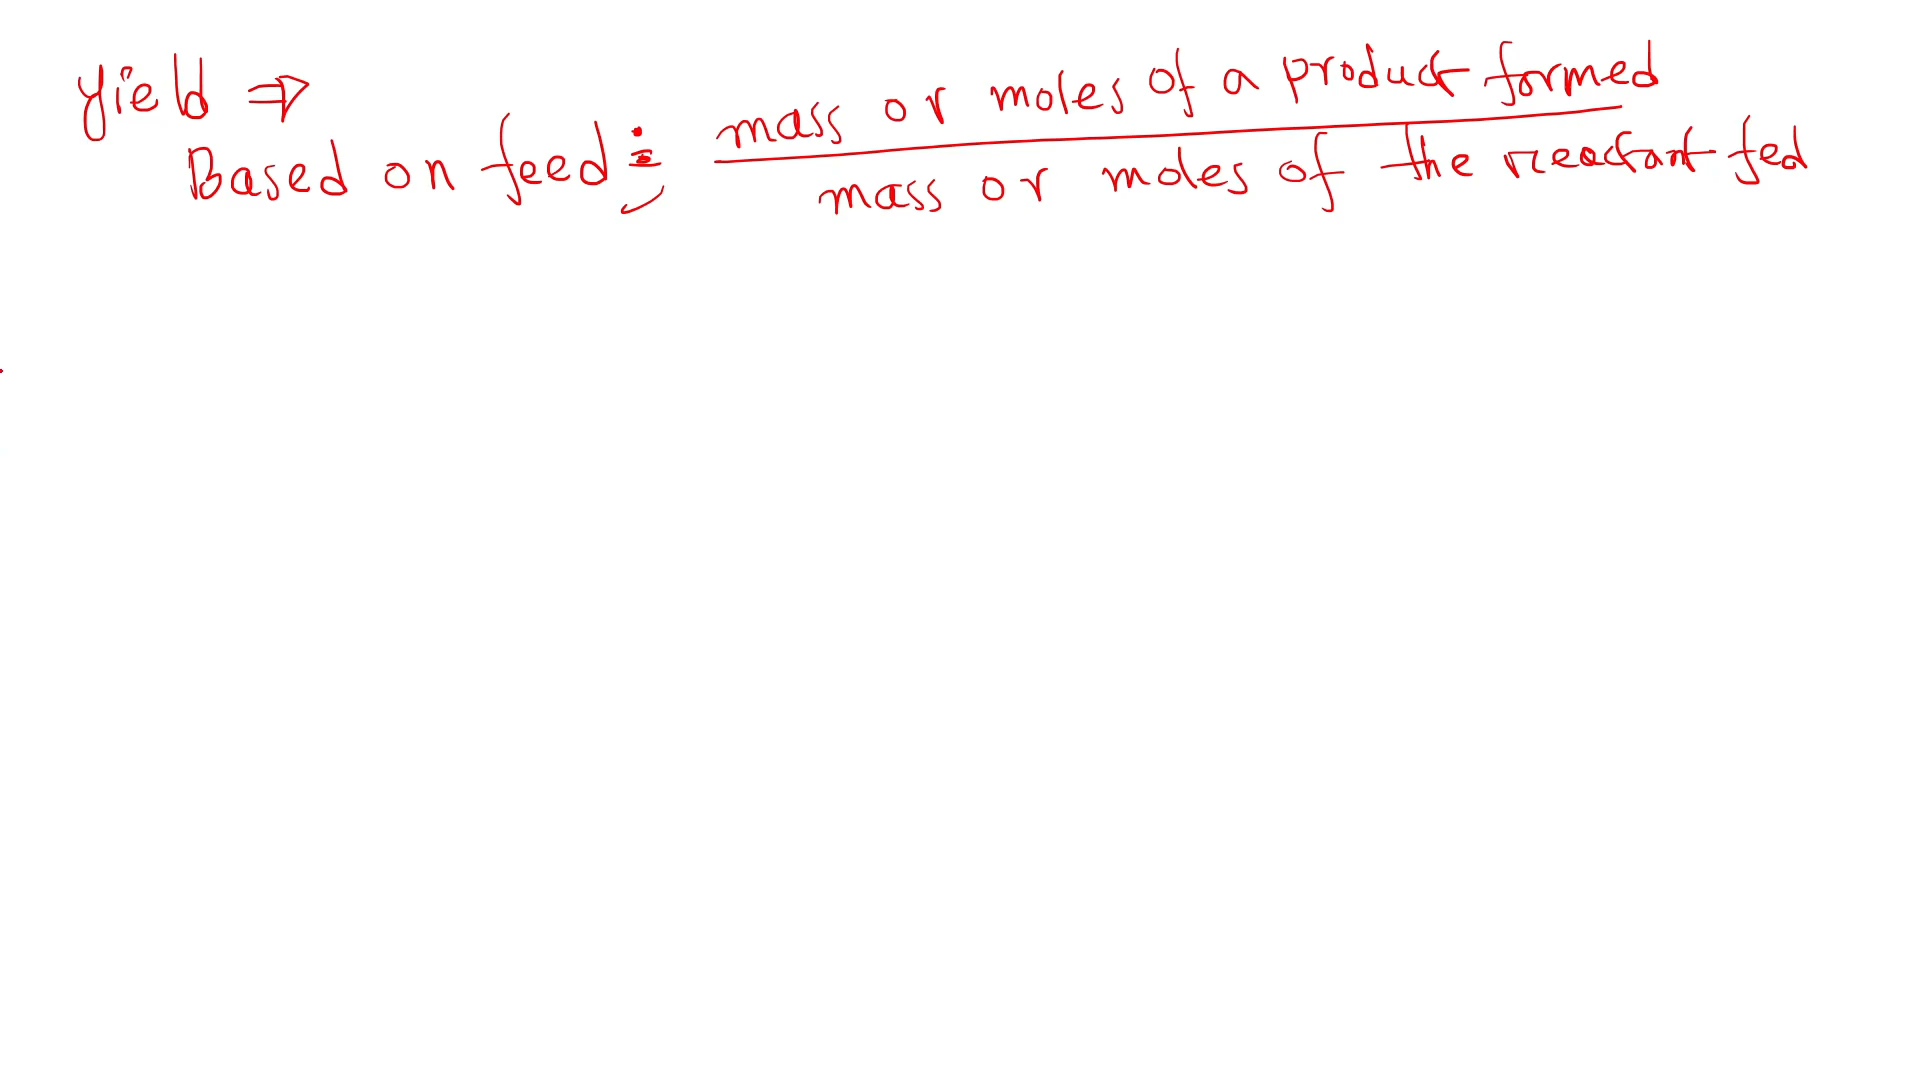 yield ⇒
mass or moles of a product formed
Based on feed =
mass or moles of the reactant fed